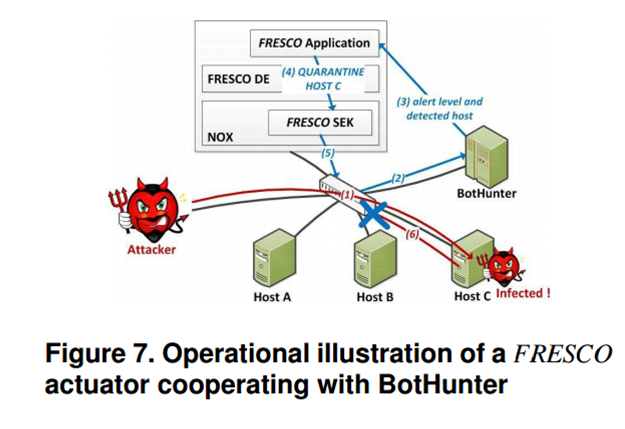 FRESCO Application
FRESCO DE
(4) QUARANTINE
HOST C
(3) alert level and
detected host
FRESCO SEK
NOX
(5)
(2)
BotHunter
(1)
Attacker
(6)
Host A
Host B
Host C
Infected !
Figure 7. Operational illustration of a FRESCO
actuator cooperating with BotHunter